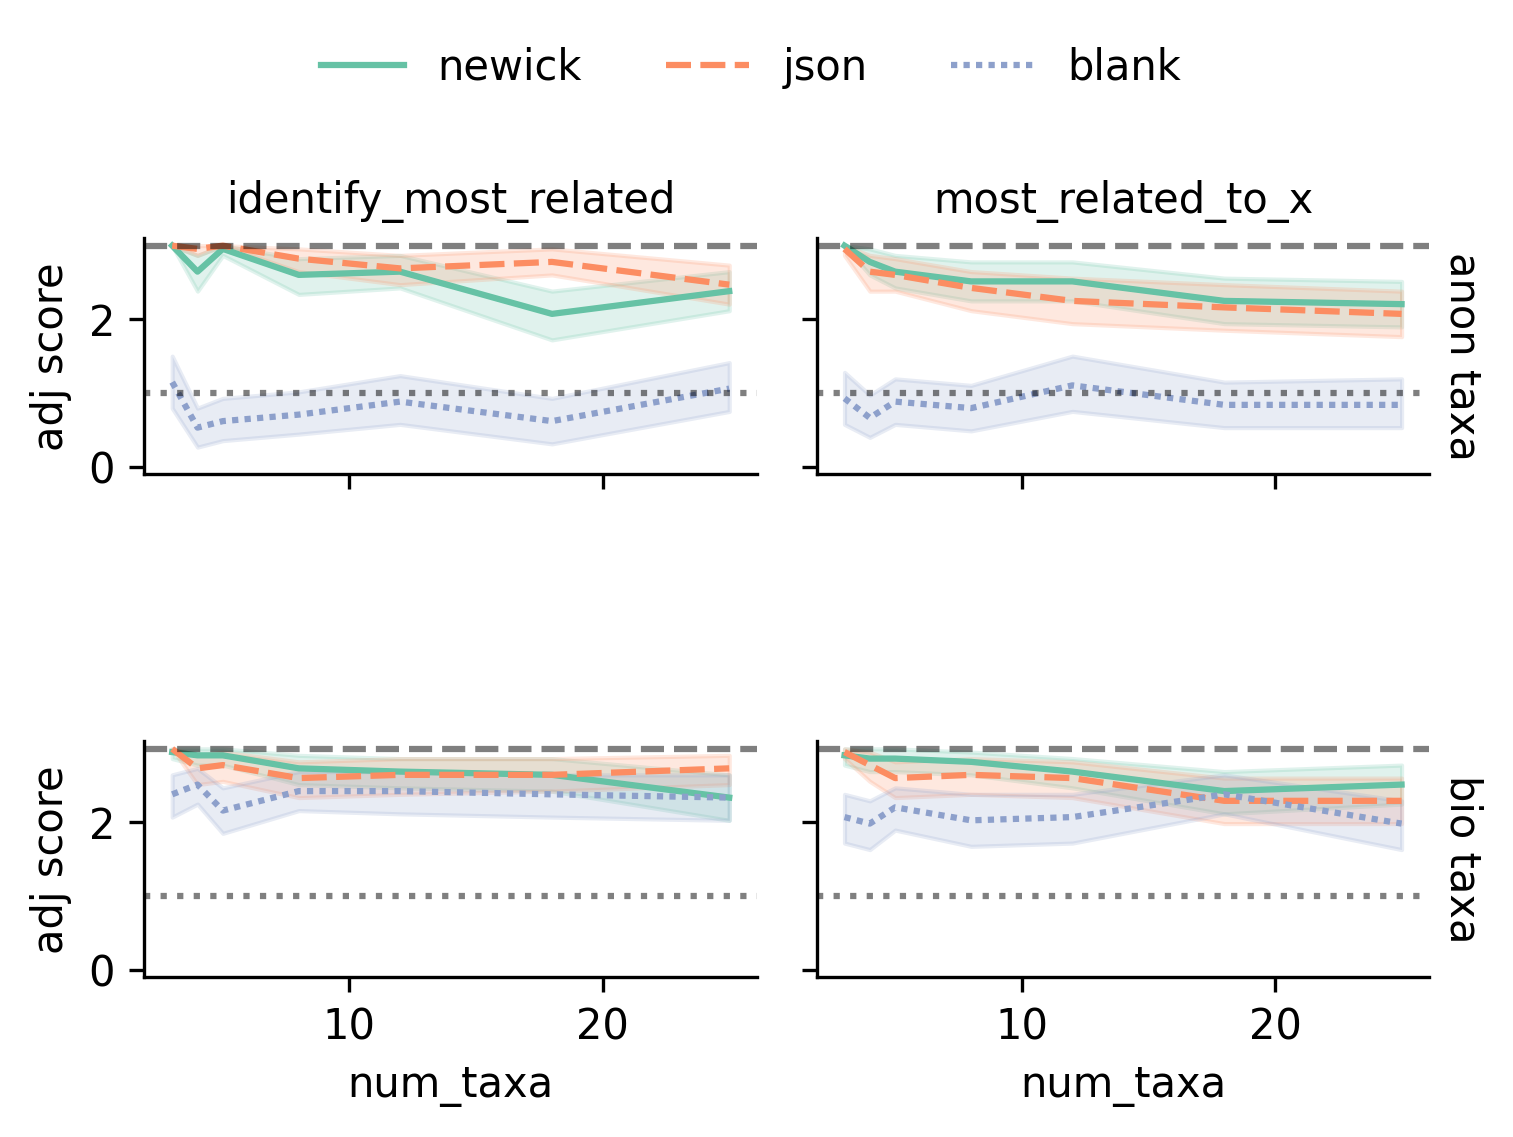 newick json blank
identify_most_related most_related_to_x
adj score
2
0
anon taxa
adj score
2
0
bio taxa
10 20 10 20
num_taxa num_taxa